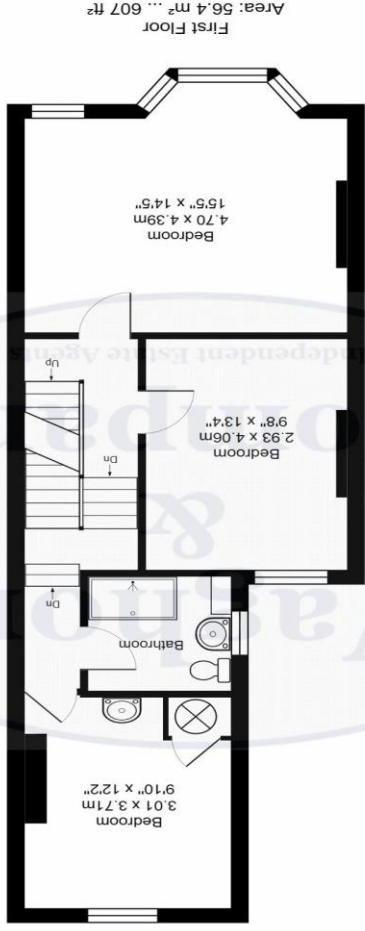 First Floor
Area: 56.4 m² ... 607 ft²
Bedroom
4.70 x 4.39m
15'5" x 14'5"
Independent Estate Agents
Up
Bedroom
2.93 x 4.06m
9'8" x 13'4"
Dn
&
Dn
Bathroom
Bedroom
3.01 x 3.71m
9'10" x 12'2"